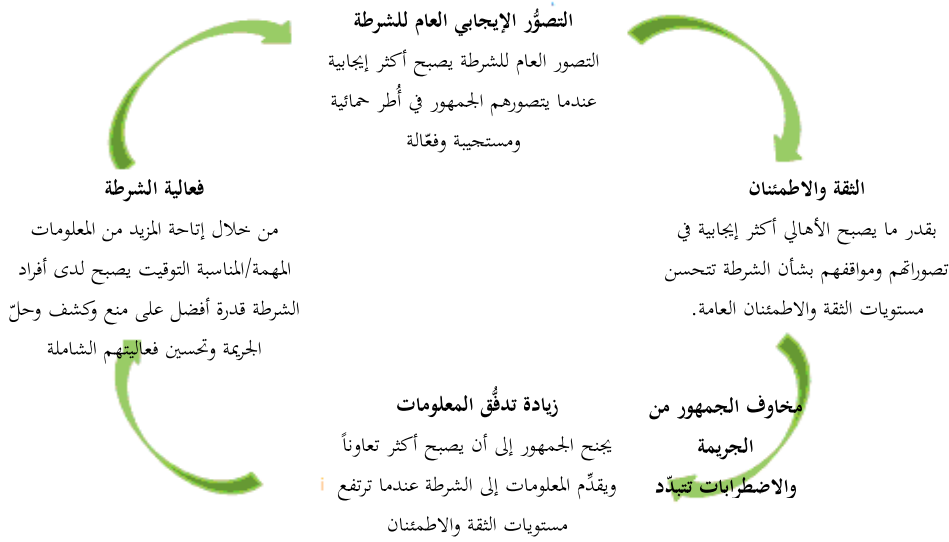 التصوُّر الإيجابي العام للشرطة
التصور العام للشرطة يصبح أكثر إيجابية
عندما يتصورهم الجمهور في أُطر حمائية
ومستجيبة وفعّالة
الثقة والاطمئنان
بقدر ما يصبح الأهالي أكثر إيجابية في
تصوراتهم ومواقفهم بشأن الشرطة تتحسن
مستويات الثقة والاطمئنان العامة.
مخاوف الجمهور من
الجريمة
والاضطرابات تتبدّد
زيادة تدفُّق المعلومات
يجنح الجمهور إلى أن يصبح أكثر تعاوناً
ويقدِّم المعلومات إلى الشرطة عندما ترتفع
مستويات الثقة والاطمئنان
فعالية الشرطة
من خلال إتاحة المزيد من المعلومات
المهمة/المناسبة التوقيت يصبح لدى أفراد
الشرطة قدرة أفضل على منع وكشف وحلّ
الجريمة وتحسين فعاليتهم الشاملة
i